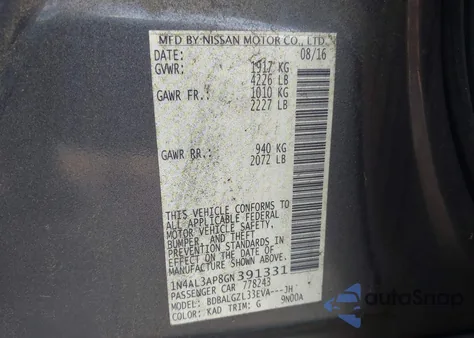 MFD BY NISSAN MOTOR CO., LTD.
DATE: 08/16
GVWR: 1917 KG
4226 LB
GAWR FR.: 1010 KG
2227 LB
GAWR RR.: 940 KG
2072 LB
THIS VEHICLE CONFORMS TO
ALL APPLICABLE FEDERAL
MOTOR VEHICLE SAFETY,
BUMPER, AND THEFT
PREVENTION STANDARDS IN
EFFECT ON THE DATE OF
MANUFACTURE SHOWN ABOVE.
1N4AL3AP8GN391331
PASSENGER CAR 778243
MODEL: BDBALGZL33EVA---JH
COLOR: KAD TRIM: G 9N00A
autoSnap